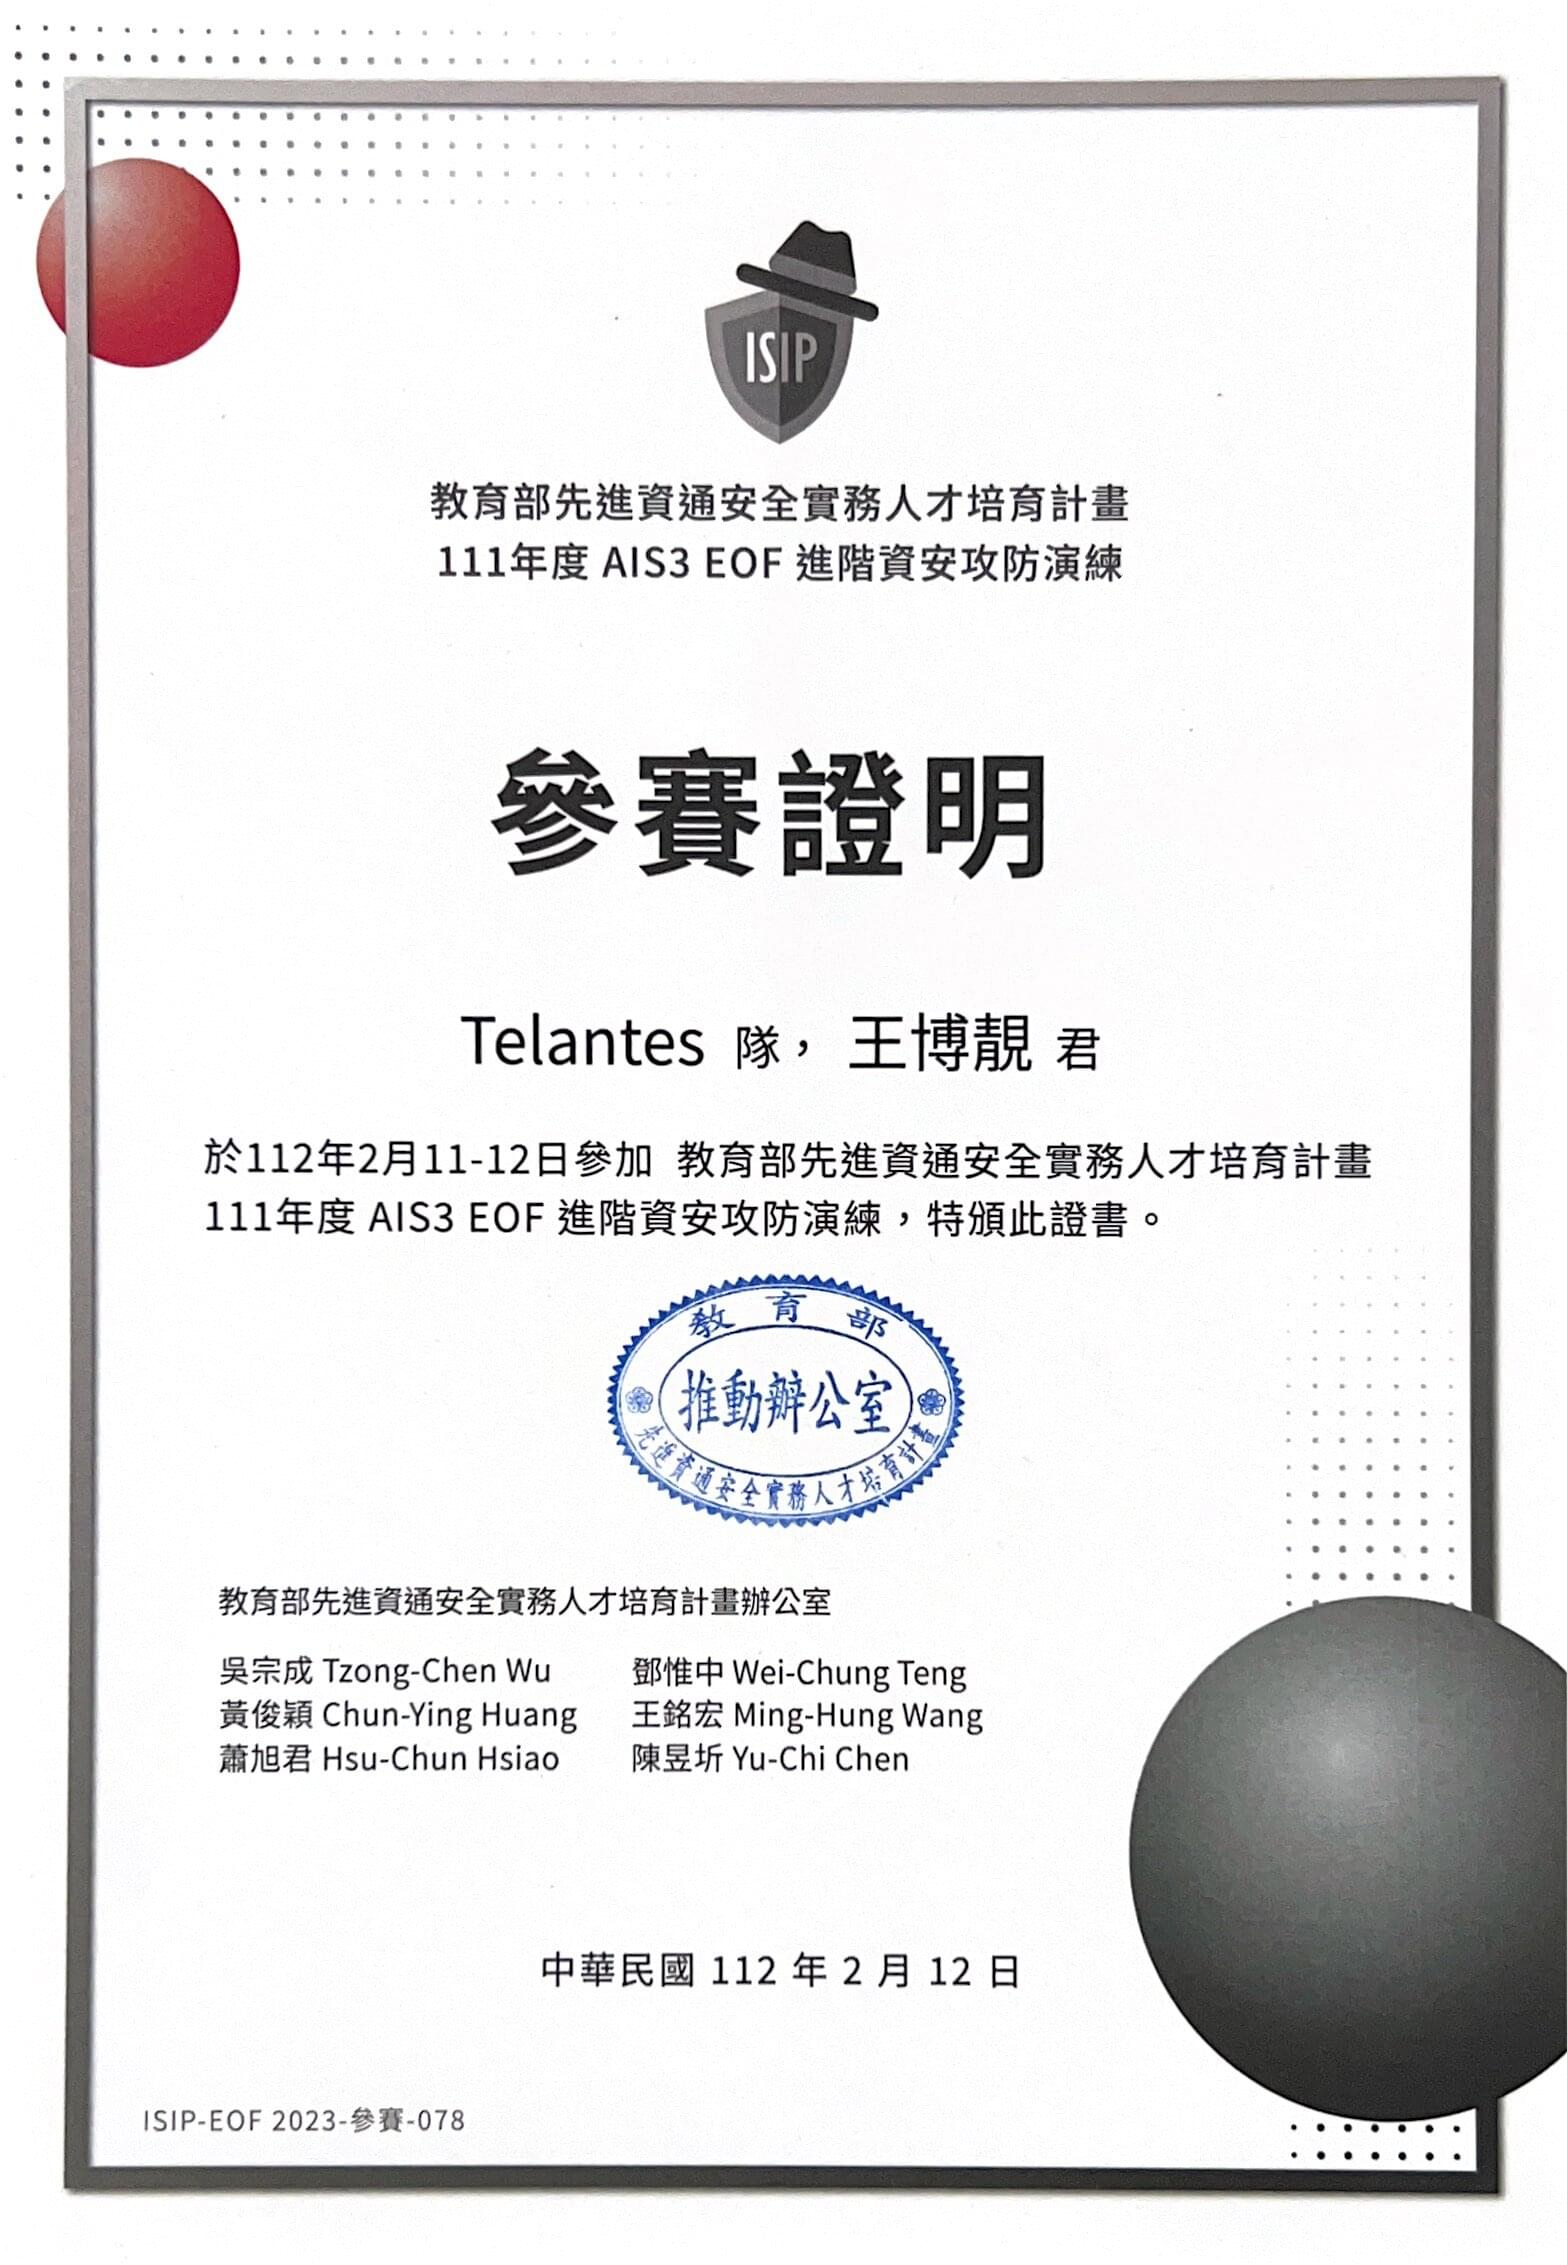 ISIP
教育部先進資通安全實務人才培育計畫
111年度 AIS3 EOF 進階資安攻防演練
參賽證明
Telantes 隊， 王博靚 君
於112年2月11-12日參加 教育部先進資通安全實務人才培育計畫
111年度 AIS3 EOF 進階資安攻防演練，特頒此證書。
教育部
推動辦公室
先進資通安全實務人才培育計畫
教育部先進資通安全實務人才培育計畫辦公室
吳宗成 Tzong-Chen Wu 鄧惟中 Wei-Chung Teng
黃俊穎 Chun-Ying Huang 王銘宏 Ming-Hung Wang
蕭旭君 Hsu-Chun Hsiao 陳昱圻 Yu-Chi Chen
中華民國 112 年 2 月 12 日
ISIP-EOF 2023-參賽-078